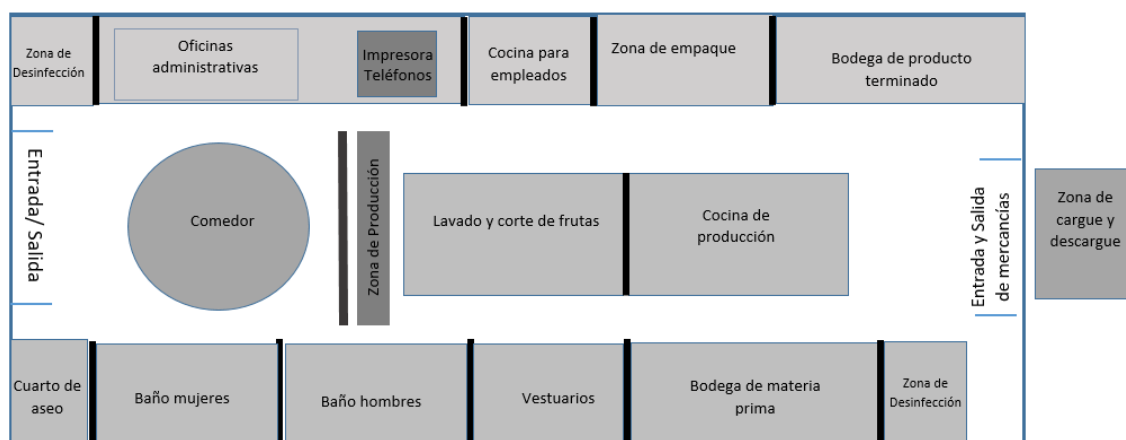 Zona de
Desinfección
Oficinas
administrativas
Impresora
Teléfonos
Cocina para
empleados
Zona de empaque
Bodega de producto
terminado
Entrada/ Salida
Comedor
Zona de Producción
Lavado y corte de frutas
Cocina de
producción
Entrada y Salida
de mercancías
Zona de
cargue y
descargue
Cuarto de
aseo
Baño mujeres
Baño hombres
Vestuarios
Bodega de materia
prima
Zona de
Desinfección